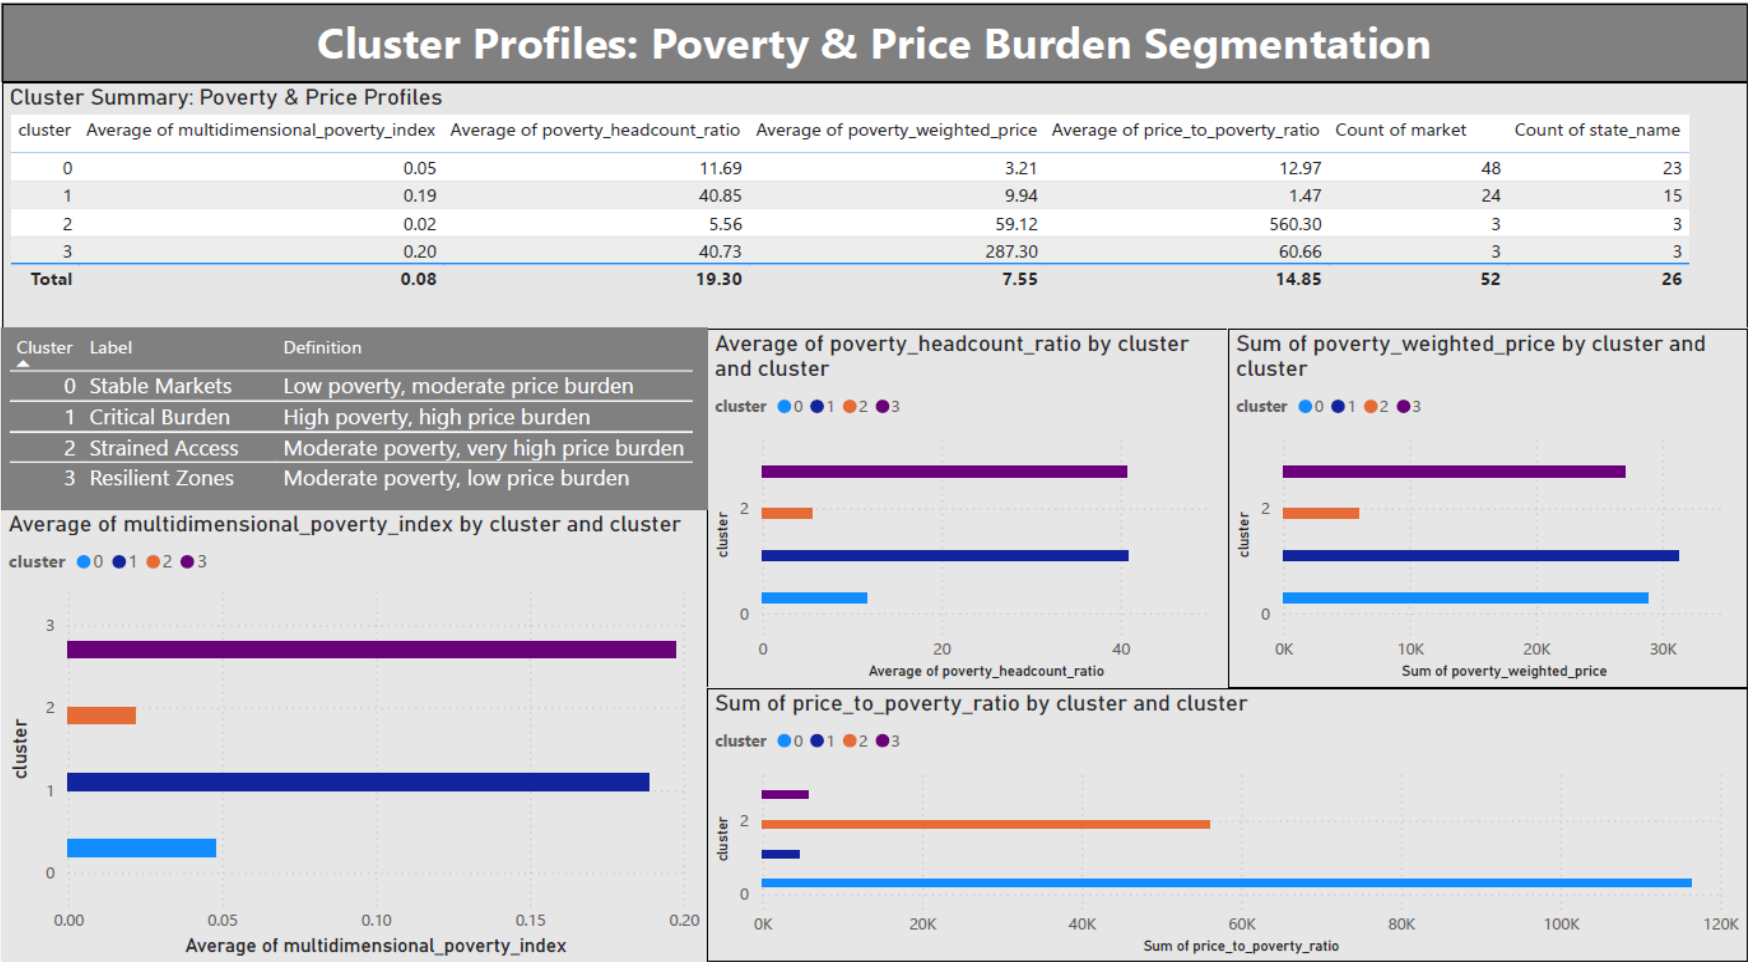 Cluster Profiles: Poverty & Price Burden Segmentation
Cluster Summary: Poverty & Price Profiles
cluster Average of multidimensional_poverty_index Average of poverty_headcount_ratio Average of poverty_weighted_price Average of price_to_poverty_ratio Count of market Count of state_name
0 0.05 11.69 3.21 12.97 48 23
1 0.19 40.85 9.94 1.47 24 15
2 0.02 5.56 59.12 560.30 3 3
3 0.20 40.73 287.30 60.66 3 3
Total 0.08 19.30 7.55 14.85 52 26
Cluster Label Definition
0 Stable Markets Low poverty, moderate price burden
1 Critical Burden High poverty, high price burden
2 Strained Access Moderate poverty, very high price burden
3 Resilient Zones Moderate poverty, low price burden
Average of multidimensional_poverty_index by cluster and cluster
cluster 0 1 2 3
3
2
1
0
cluster
0.00 0.05 0.10 0.15 0.20
Average of multidimensional_poverty_index
Average of poverty_headcount_ratio by cluster
and cluster
cluster 0 1 2 3
2
0
cluster
0 20 40
Average of poverty_headcount_ratio
Sum of poverty_weighted_price by cluster and
cluster
cluster 0 1 2 3
2
0
cluster
0K 10K 20K 30K
Sum of poverty_weighted_price
Sum of price_to_poverty_ratio by cluster and cluster
cluster 0 1 2 3
2
0
cluster
0K 20K 40K 60K 80K 100K 120K
Sum of price_to_poverty_ratio